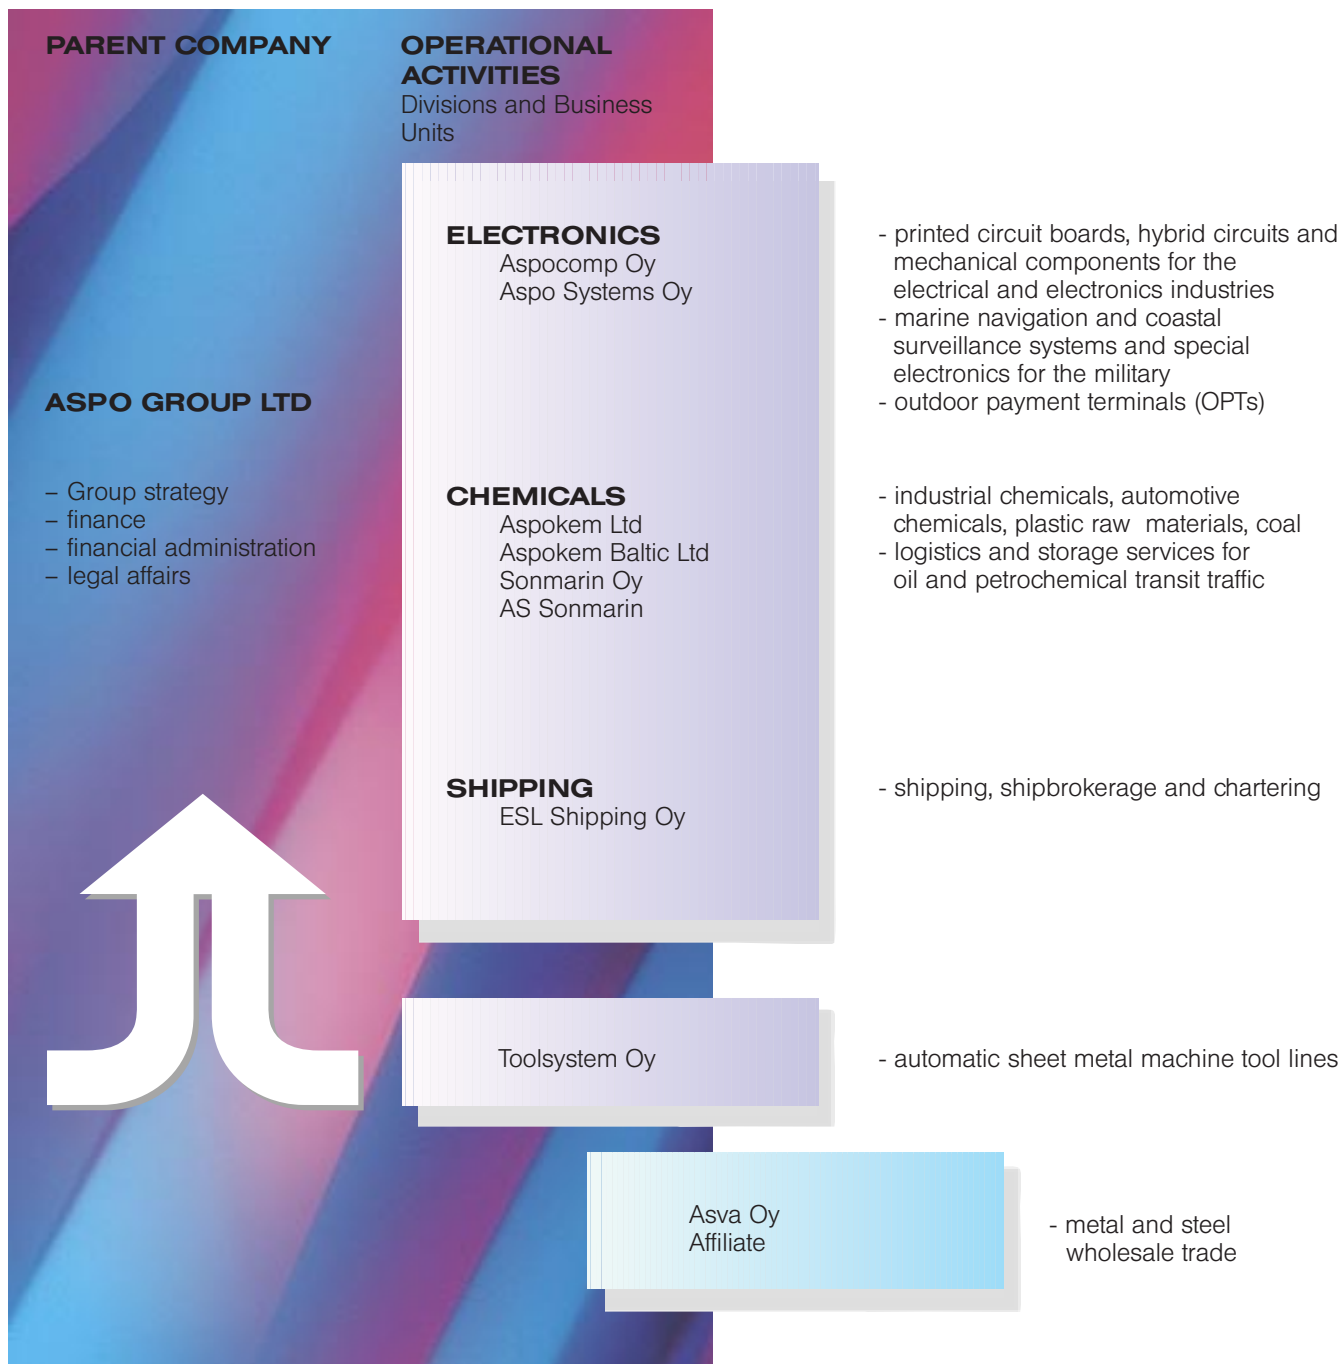 PARENT COMPANY
OPERATIONAL
ACTIVITIES
Divisions and Business
Units
ASPO GROUP LTD
– Group strategy
– finance
– financial administration
– legal affairs
ELECTRONICS
Aspocomp Oy
Aspo Systems Oy
- printed circuit boards, hybrid circuits and
mechanical components for the
electrical and electronics industries
- marine navigation and coastal
surveillance systems and special
electronics for the military
- outdoor payment terminals (OPTs)
CHEMICALS
Aspokem Ltd
Aspokem Baltic Ltd
Sonmarin Oy
AS Sonmarin
- industrial chemicals, automotive
chemicals, plastic raw materials, coal
- logistics and storage services for
oil and petrochemical transit traffic
SHIPPING
ESL Shipping Oy
- shipping, shipbrokerage and chartering
Toolsystem Oy
- automatic sheet metal machine tool lines
Asva Oy
Affiliate
- metal and steel
wholesale trade